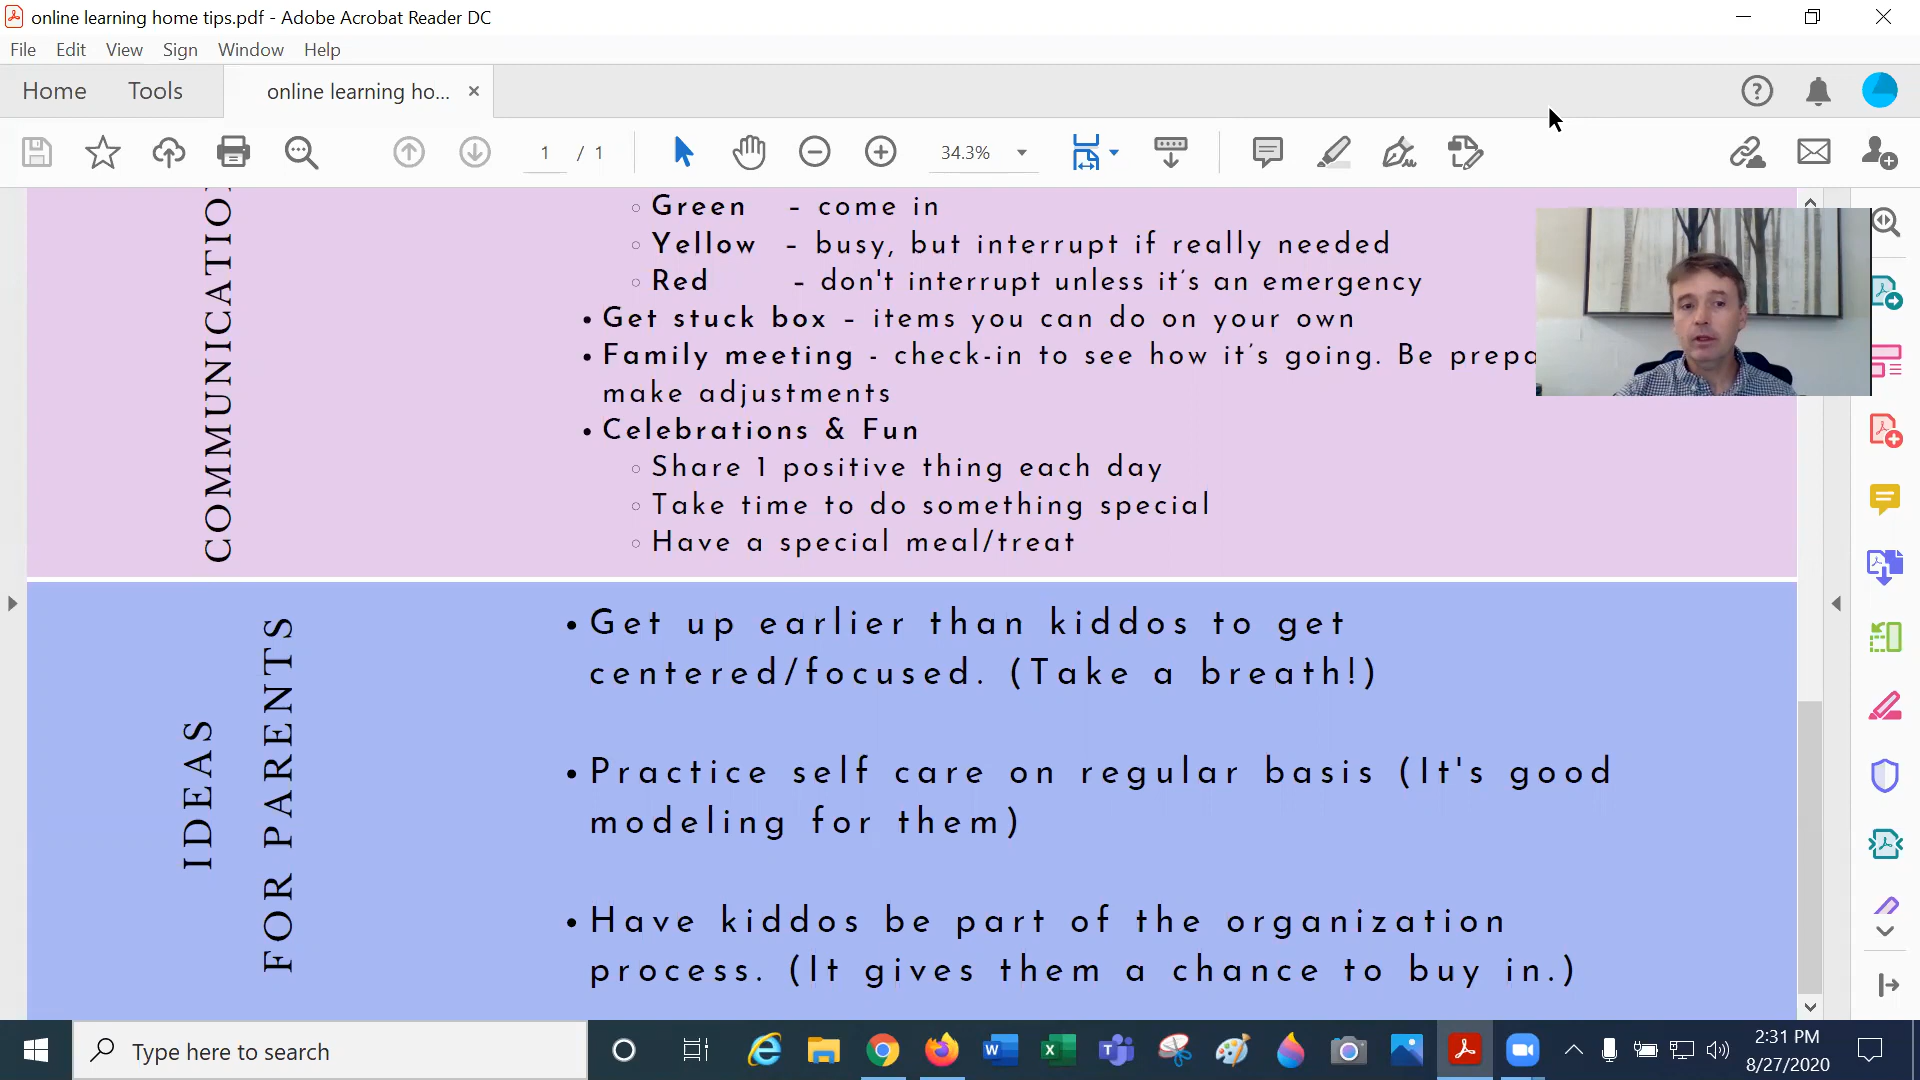 online learning home tips.pdf - Adobe Acrobat Reader DC
File Edit View Sign Window Help
Home Tools online learning ho... ×
1 / 1 34.3%
COMMUNICATIO
Green - come in
Yellow - busy, but interrupt if really needed
Red - don't interrupt unless it's an emergency
Get stuck box - items you can do on your own
Family meeting - check-in to see how it's going. Be prepa
make adjustments
Celebrations & Fun
Share 1 positive thing each day
Take time to do something special
Have a special meal/treat
IDEAS
FOR PARENTS
Get up earlier than kiddos to get
centered/focused. (Take a breath!)
Practice self care on regular basis (It's good
modeling for them)
Have kiddos be part of the organization
process. (It gives them a chance to buy in.)
Type here to search
2:31 PM
8/27/2020